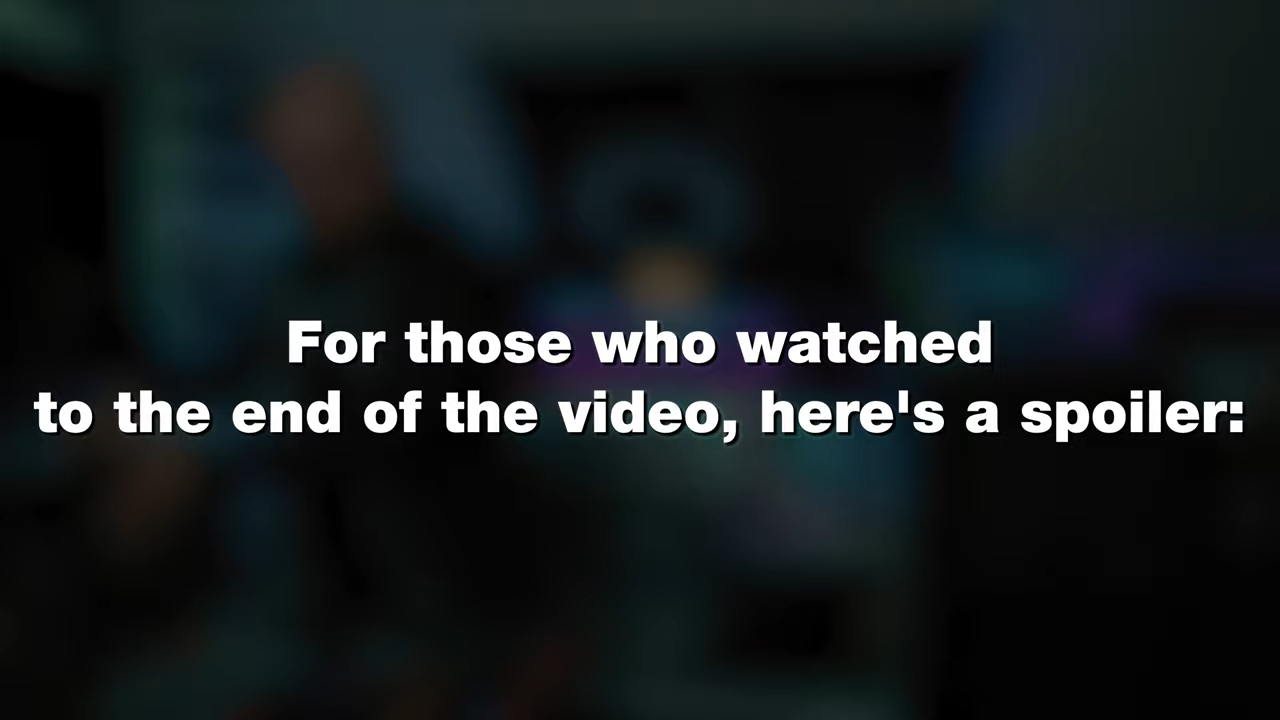 For those who watched
to the end of the video, here's a spoiler: